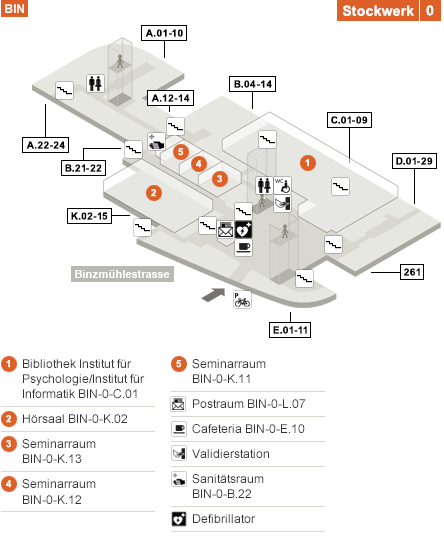 BIN
Stockwerk 0
A.01-10
B.04-14
A.12-14
C.01-09
A.22-24
B.21-22
D.01-29
K.02-15
261
E.01-11
Binzmühlestrasse
1
2
3
4
5
WC
P
1 Bibliothek Institut für
Psychologie/Institut für
Informatik BIN-0-C.01
2 Hörsaal BIN-0-K.02
3 Seminarraum
BIN-0-K.13
4 Seminarraum
BIN-0-K.12
5 Seminarraum
BIN-0-K.11
Postraum BIN-0-L.07
Cafeteria BIN-0-E.10
Validierstation
Sanitätsraum
BIN-0-B.22
Defibrillator